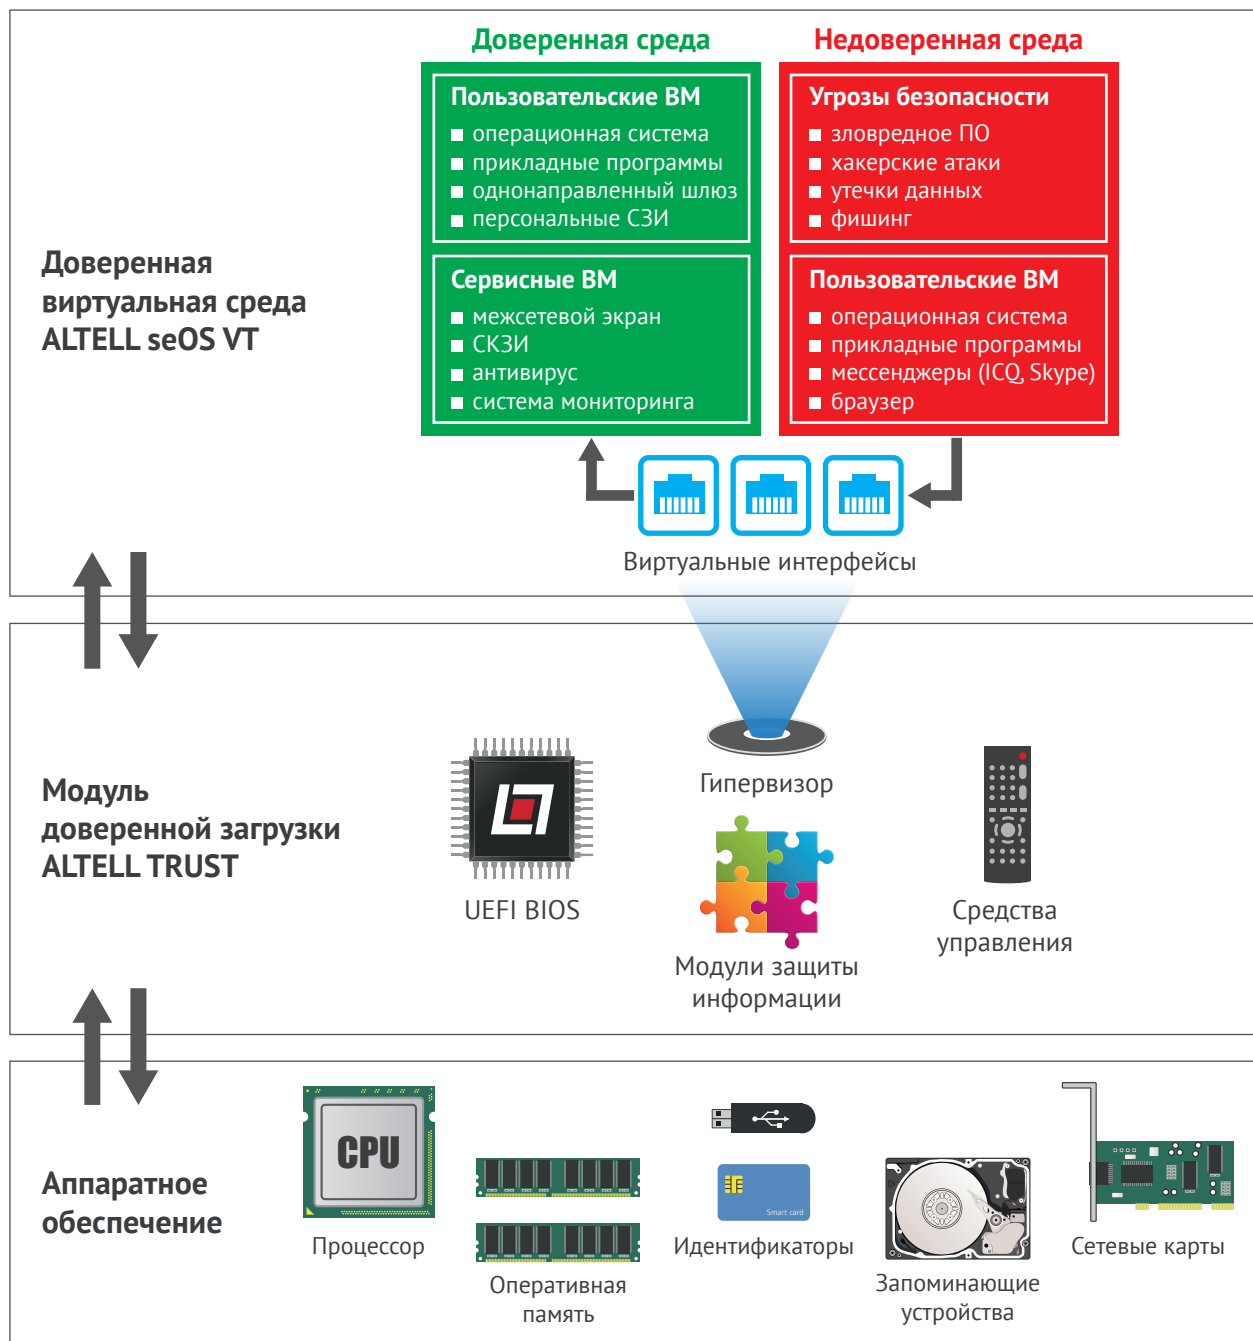 Доверенная среда
Недоверенная среда
Пользовательские ВМ
операционная система
прикладные программы
однонаправленный шлюз
персональные СЗИ
Угрозы безопасности
зловредное ПО
хакерские атаки
утечки данных
фишинг
Доверенная
виртуальная среда
ALTELL seOS VT
Сервисные ВМ
межсетевой экран
СКЗИ
антивирус
система мониторинга
Пользовательские ВМ
операционная система
прикладные программы
мессенджеры (ICQ, Skype)
браузер
Виртуальные интерфейсы
Модуль
доверенной загрузки
ALTELL TRUST
UEFI BIOS
Гипервизор
Модули защиты
информации
Средства
управления
Аппаратное
обеспечение
CPU
Процессор
Оперативная
память
Smart card
Идентификаторы
Запоминающие
устройства
Сетевые карты